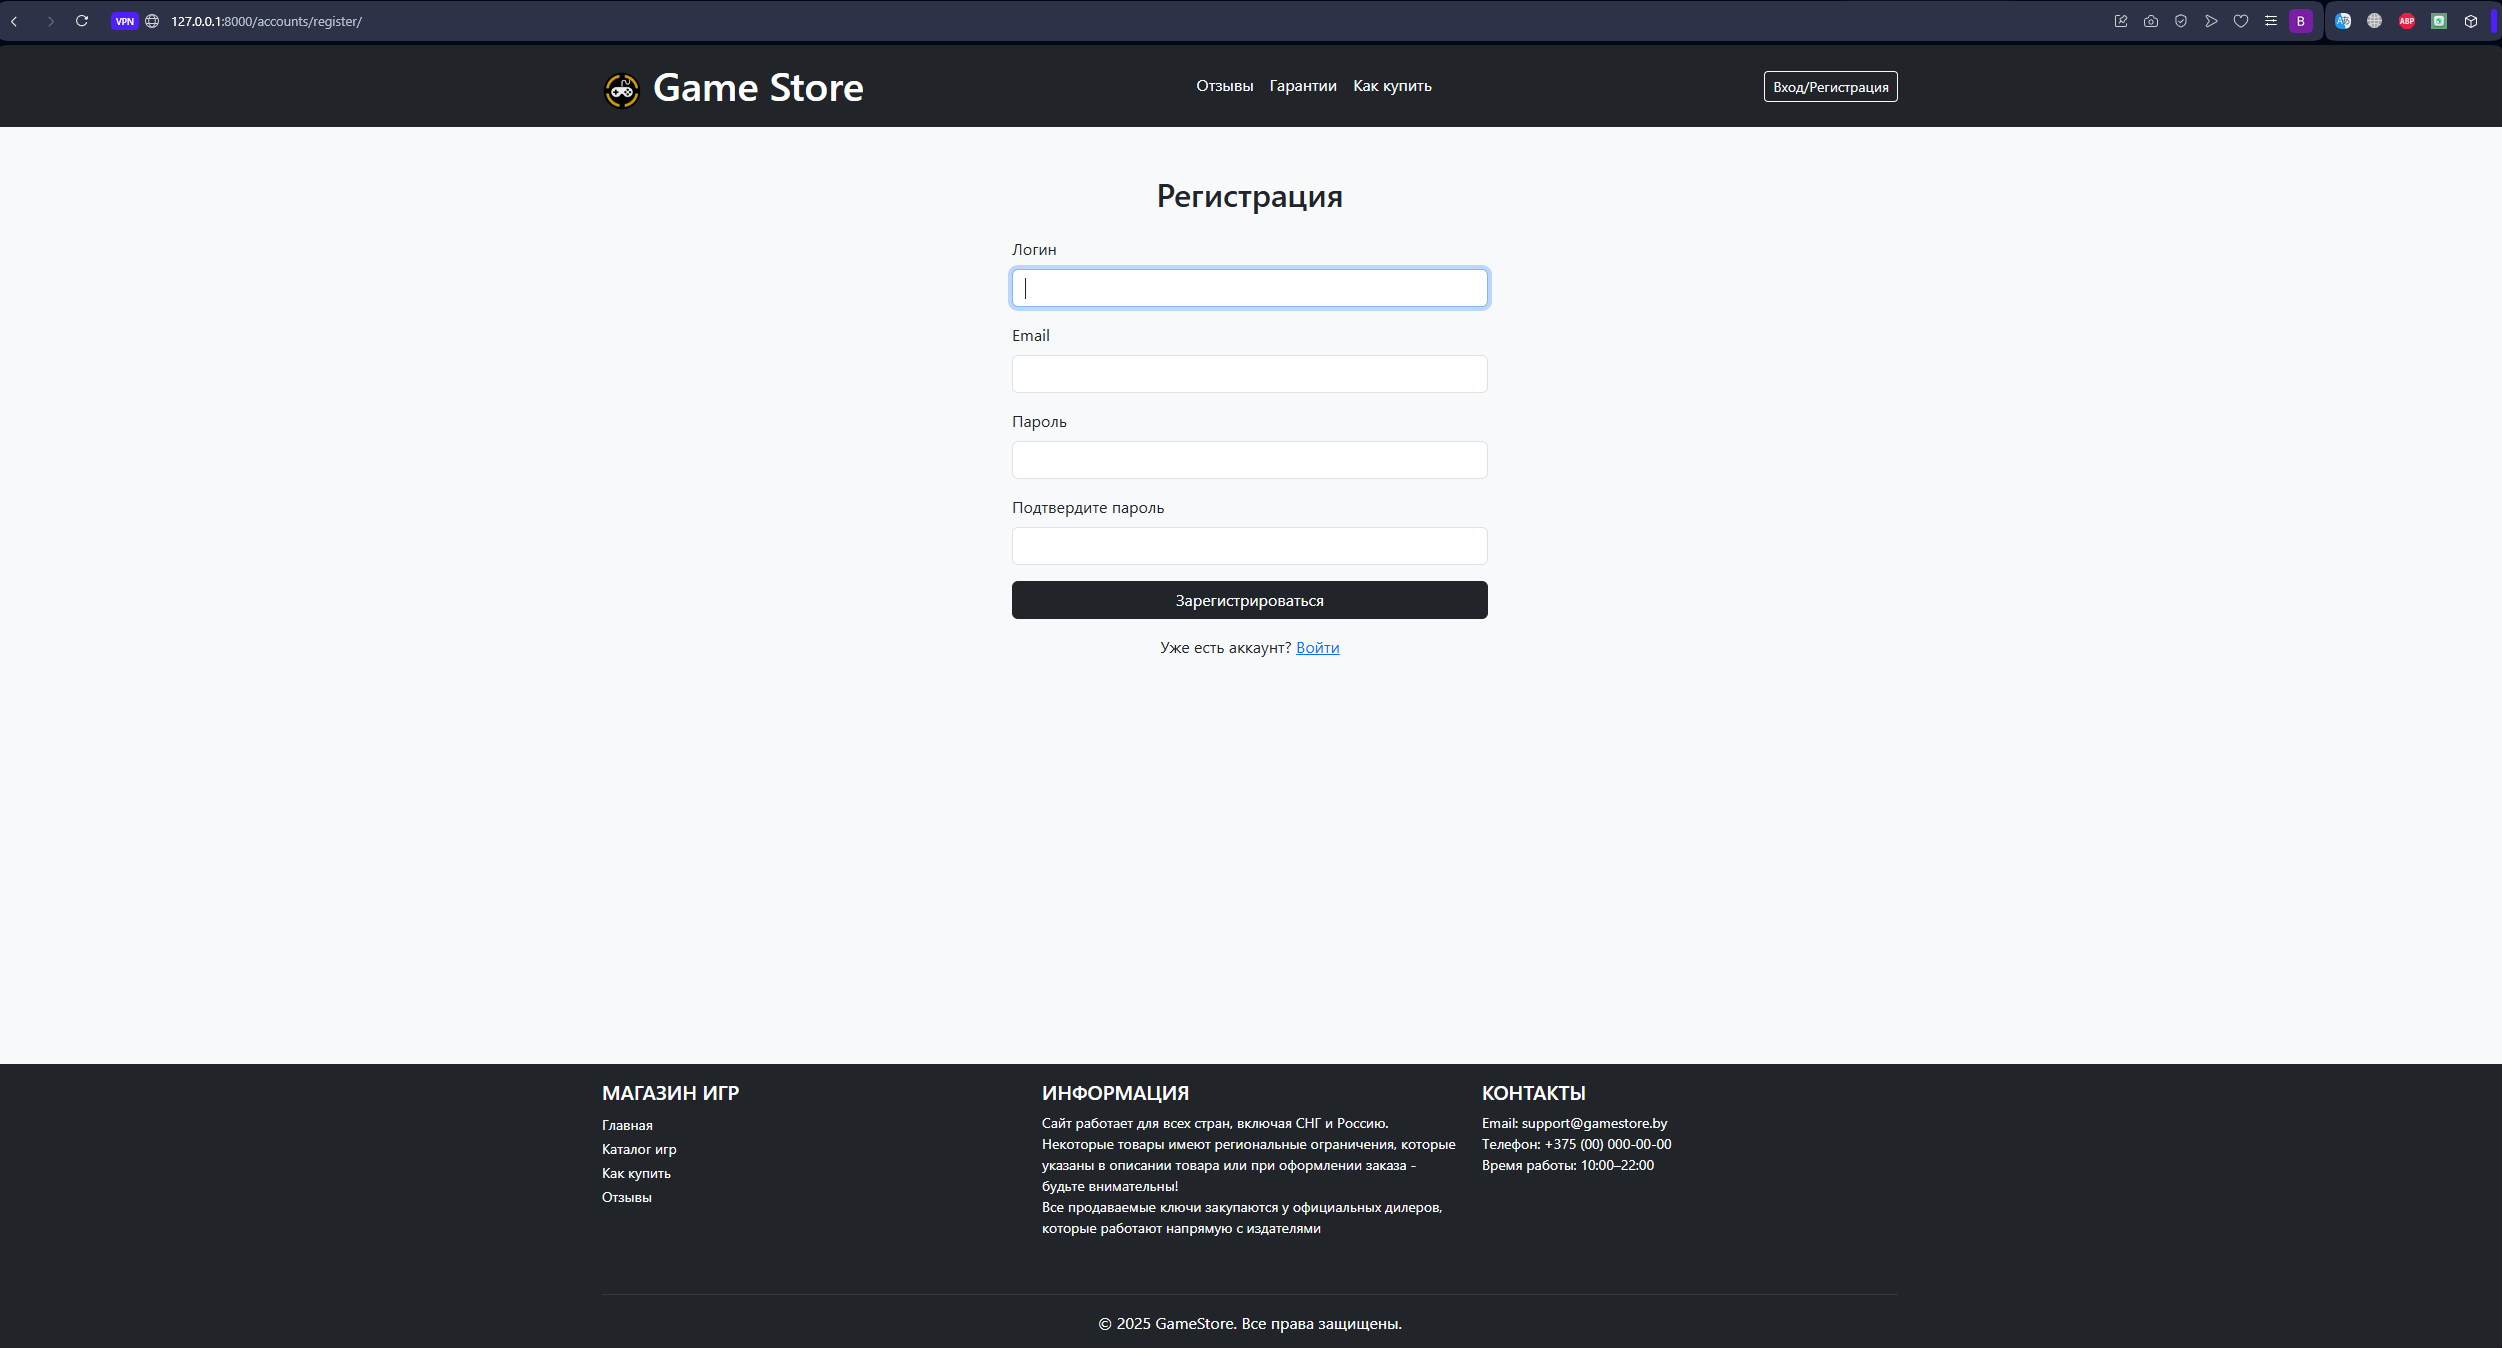 VPN 127.0.0.1:8000/accounts/register/ B ABP
Game Store
Отзывы Гарантии Как купить
Вход/Регистрация
Регистрация
Логин
Email
Пароль
Подтвердите пароль
Зарегистрироваться
Уже есть аккаунт? Войти
МАГАЗИН ИГР
Главная
Каталог игр
Как купить
Отзывы
ИНФОРМАЦИЯ
Сайт работает для всех стран, включая СНГ и Россию.
Некоторые товары имеют региональные ограничения, которые
указаны в описании товара или при оформлении заказа -
будьте внимательны!
Все продаваемые ключи закупаются у официальных дилеров,
которые работают напрямую с издателями
КОНТАКТЫ
Email: support@gamestore.by
Телефон: +375 (00) 000-00-00
Время работы: 10:00–22:00
© 2025 GameStore. Все права защищены.